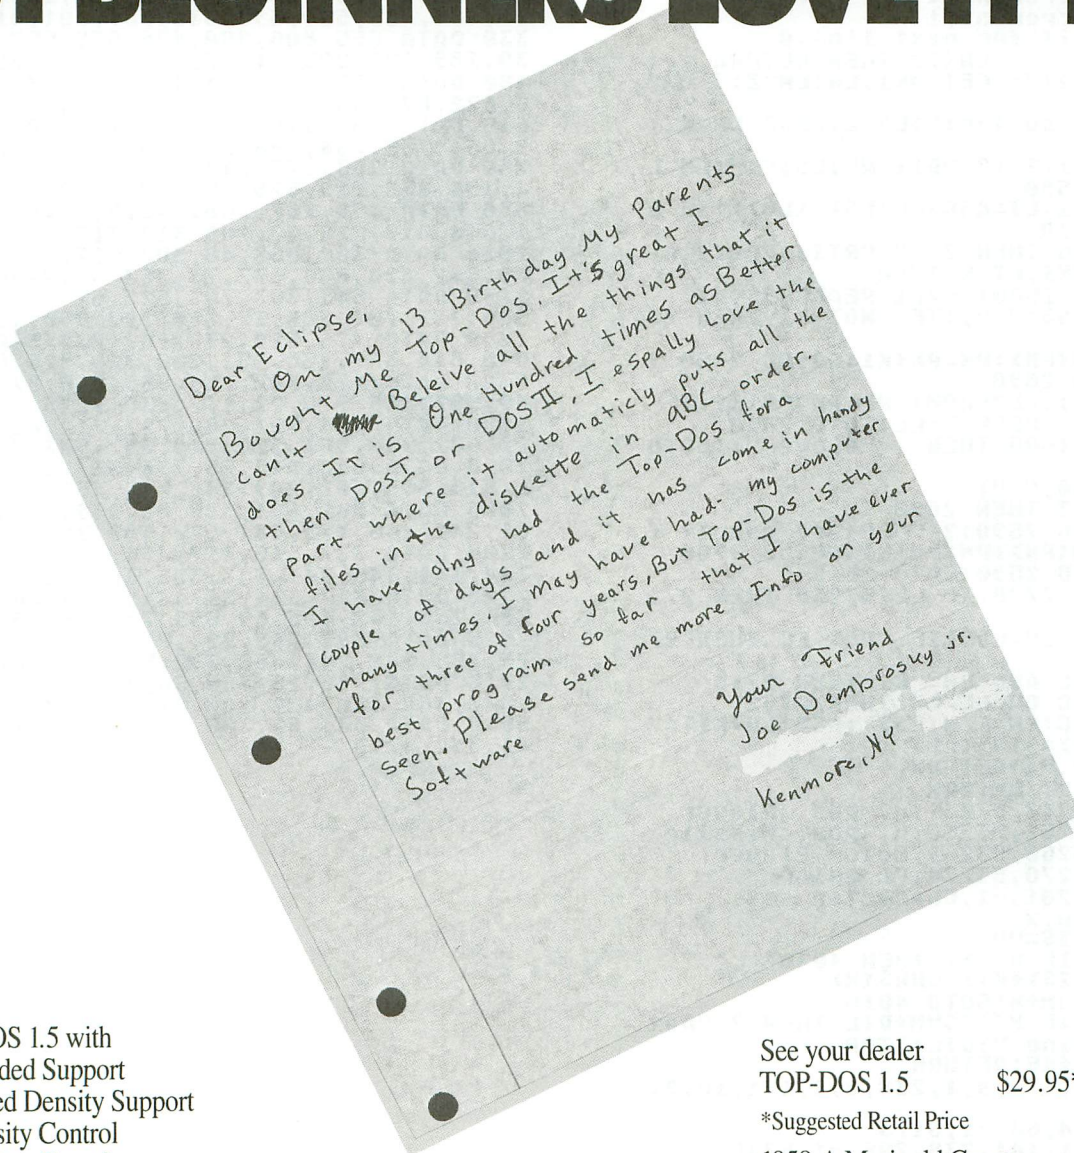 BEGINNERS LOVE IT
Dear Eclipse,
On my 13 Birthday My Parents
Bought Me Top-Dos. It's great I
can't Beleive all the things that it
does It is One Hundred times as Better
then DosI or DOSII, I espally Love the
part where it automaticly puts all the
files in the diskette in aBC order.
I have olny had the Top-Dos for a
couple of days and it has come in handy
many times. I may have had my computer
for three of four years, But Top-Dos is the
best program so far that I have ever
seen. Please send me more Info on your
Software
Your Friend
Joe Dembrosky jr.
Kenmore, NY
OS 1.5 with
ded Support
ed Density Support
sity Control
See your dealer
TOP-DOS 1.5 $29.95*
*Suggested Retail Price